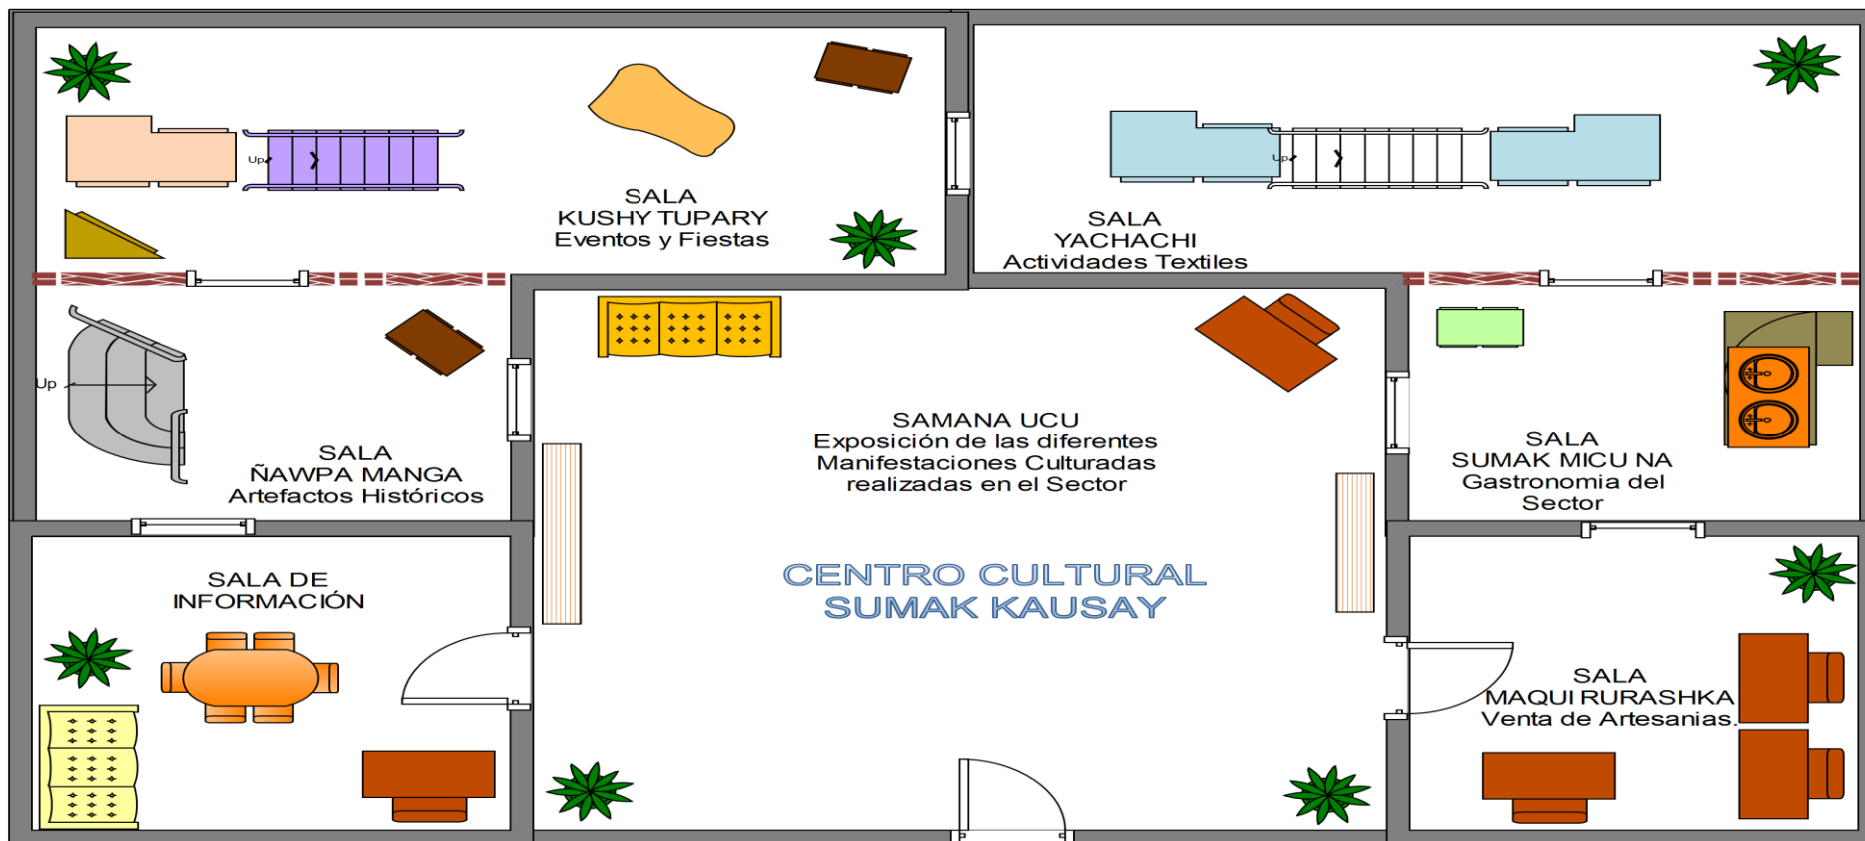 Up
SALA
KUSHY TUPARY
Eventos y Fiestas
Up
SALA
YACHACHI
Actividades Textiles
Up
SALA
ÑAWPA MANGA
Artefactos Históricos
SAMANA UCU
Exposición de las diferentes
Manifestaciones Culturadas
realizadas en el Sector
SALA
SUMAK MICU NA
Gastronomia del
Sector
CENTRO CULTURAL
SUMAK KAUSAY
SALA DE
INFORMACIÓN
SALA
MAQUI RURASHKA
Venta de Artesanias.